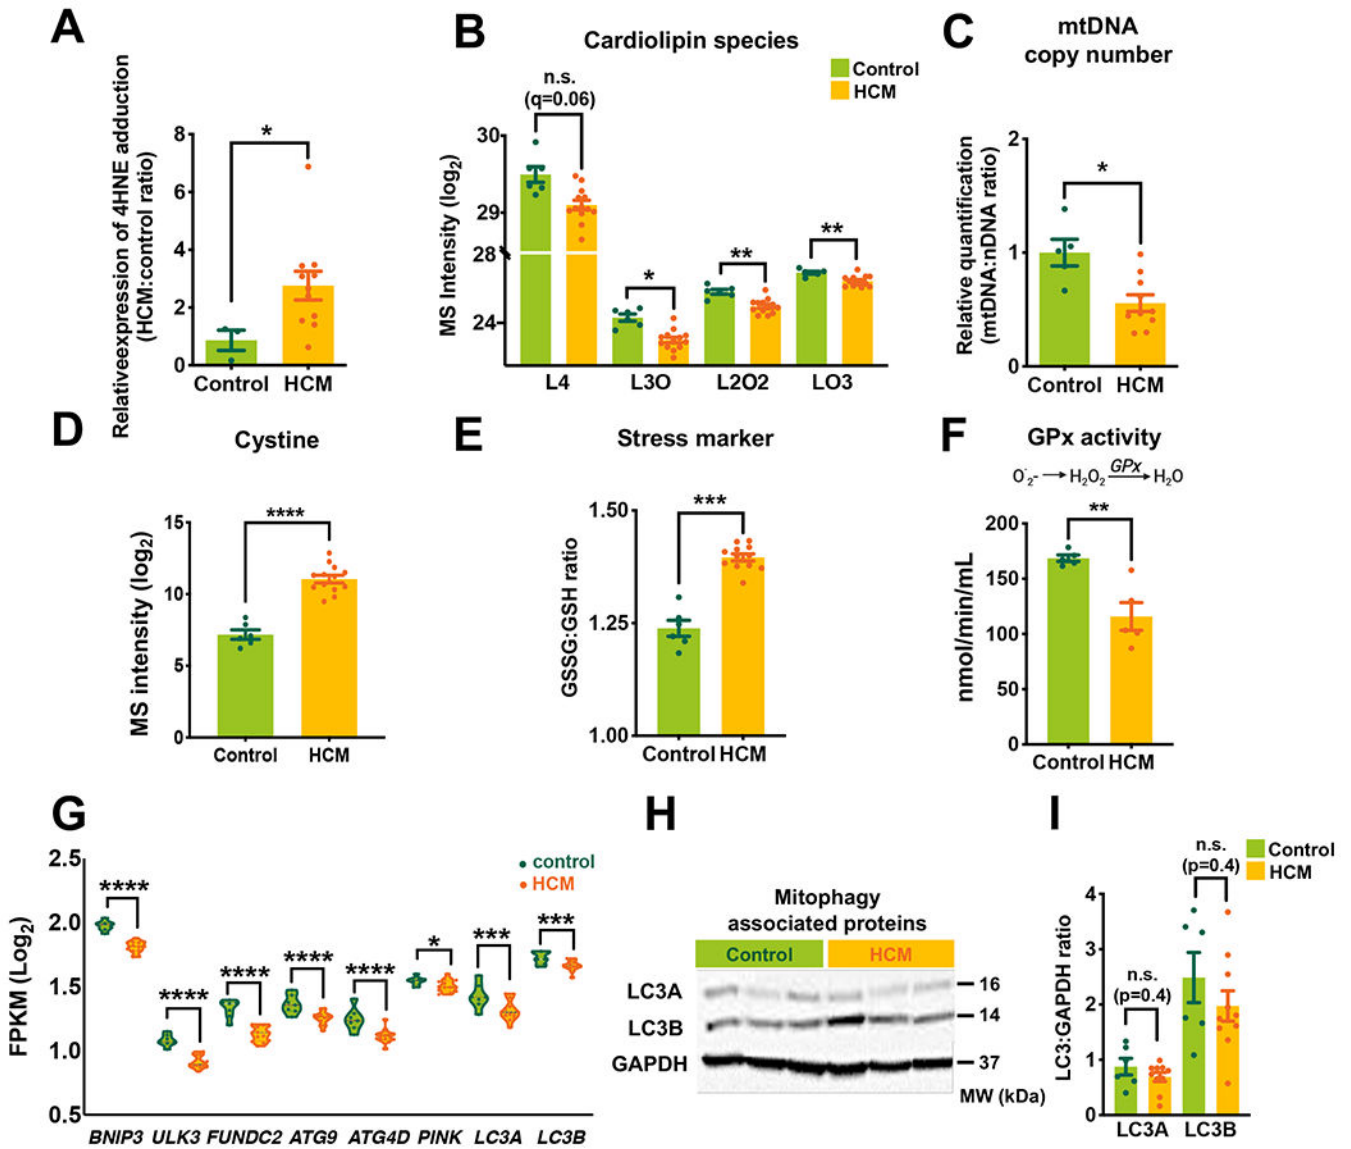 A
Relativeexpression of 4HNE adduction
(HCM:control ratio)
8
6
4
2
0
*
Control HCM
B
Cardiolipin species
Control
HCM
n.s.
(q=0.06)
MS Intensity (log2)
30
29
28
24
*
**
**
L4 L3O L2O2 LO3
C
mtDNA
copy number
Relative quantification
(mtDNA:nDNA ratio)
2
1
0
*
Control HCM
D
Cystine
MS intensity (log2)
15
10
5
0
****
Control HCM
E
Stress marker
GSSG:GSH ratio
1.50
1.25
1.00
***
Control HCM
F
GPx activity
O˙2- → H2O2 GPx → H2O
nmol/min/mL
200
150
100
50
0
**
Control HCM
G
FPKM (Log2)
2.5
2.0
1.5
1.0
0.5
control
HCM
****
****
****
****
****
*
***
***
BNIP3 ULK3 FUNDC2 ATG9 ATG4D PINK LC3A LC3B
H
Mitophagy
associated proteins
Control HCM
LC3A
LC3B
GAPDH
16
14
37
MW (kDa)
I
Control
HCM
LC3:GAPDH ratio
4
3
2
1
0
n.s.
(p=0.4)
n.s.
(p=0.4)
LC3A LC3B